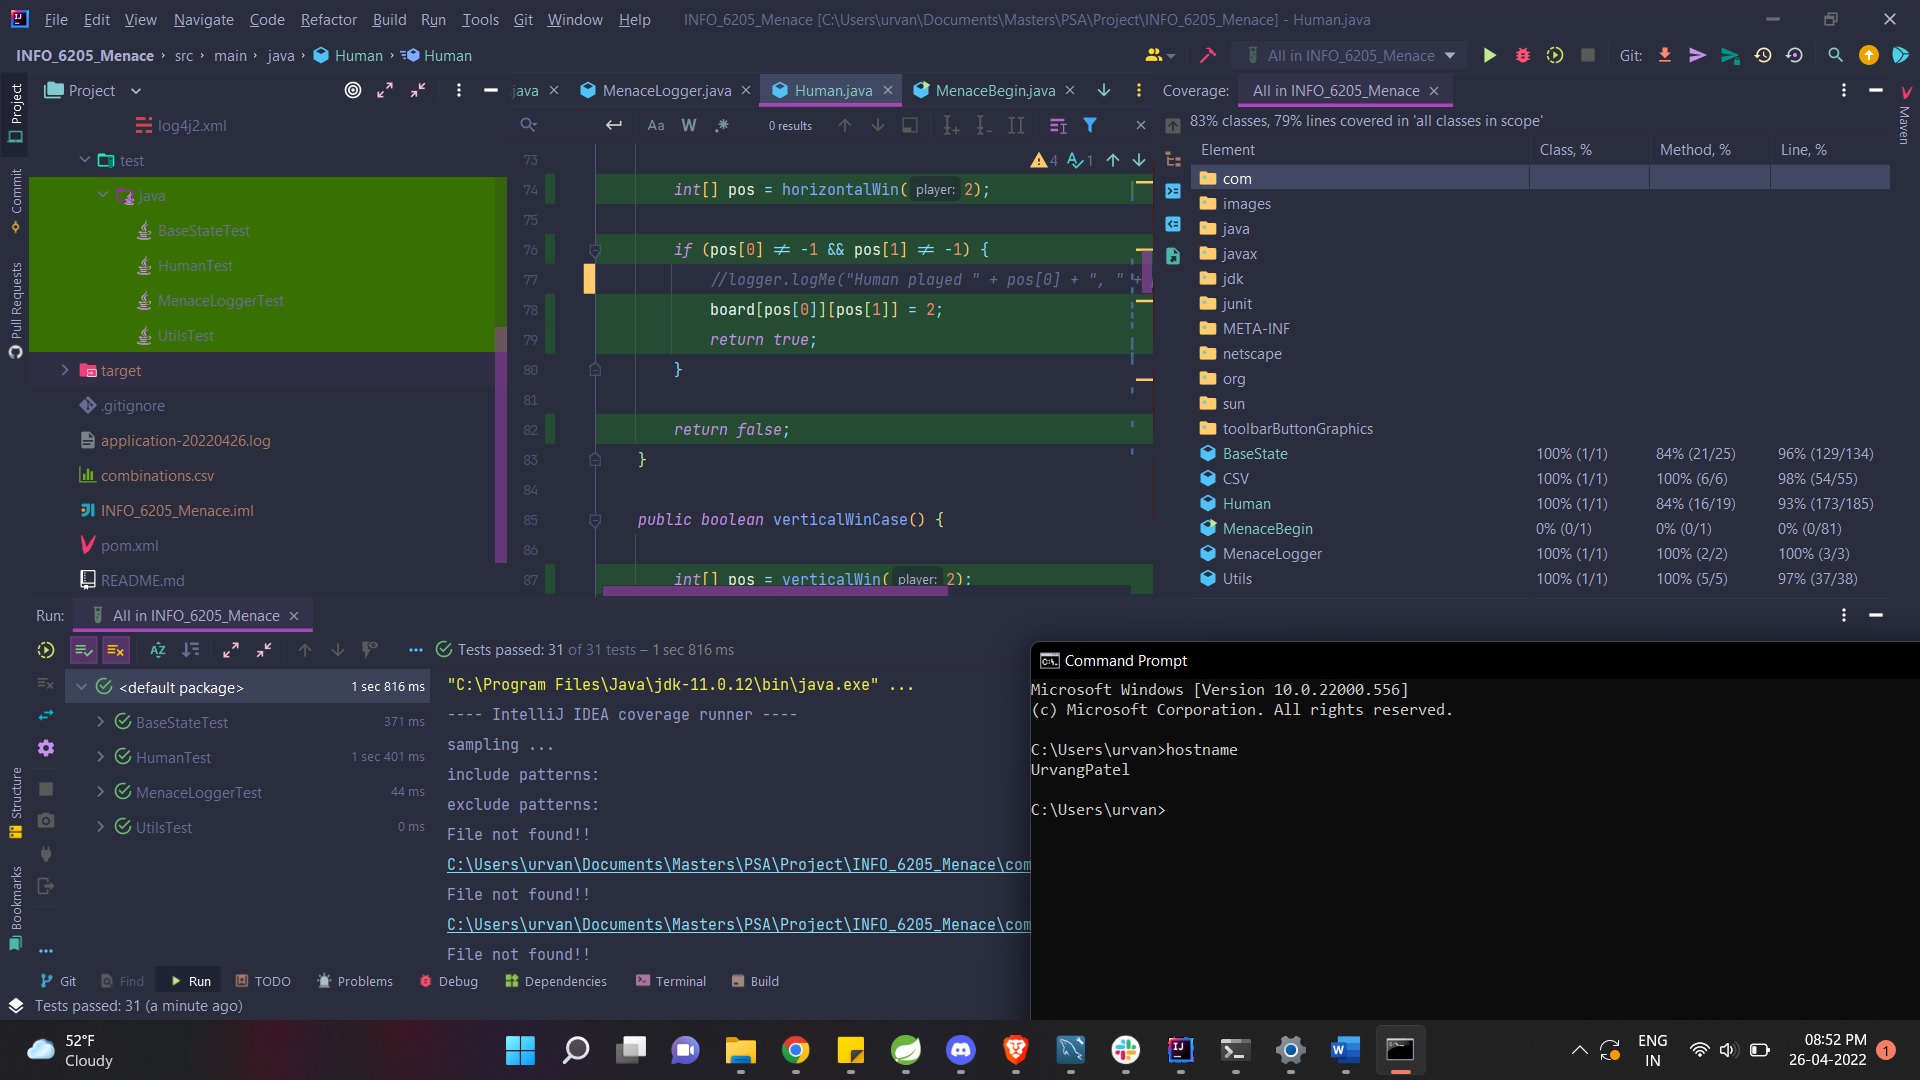 File Edit View Navigate Code Refactor Build Run Tools Git Window Help INFO_6205_Menace [C:\Users\urvan\Documents\Masters\PSA\Project\INFO_6205_Menace] - Human.java
INFO_6205_Menace › src › main › java › Human › Human
All in INFO_6205_Menace
Git:
Project
java
MenaceLogger.java
Human.java
MenaceBegin.java
Coverage: All in INFO_6205_Menace
Project
Commit
Pull Requests
Structure
Bookmarks
Maven
log4j2.xml
test
java
BaseStateTest
HumanTest
MenaceLoggerTest
UtilsTest
target
.gitignore
application-20220426.log
combinations.csv
INFO_6205_Menace.iml
pom.xml
README.md
Aa W .* 0 results
4 1
73
74 int[] pos = horizontalWin( player: 2);
75
76 if (pos[0] ≠ -1 && pos[1] ≠ -1) {
77 //logger.logMe("Human played " + pos[0] + ", " +
78 board[pos[0]][pos[1]] = 2;
79 return true;
80 }
81
82 return false;
83 }
84
85 public boolean verticalWinCase() {
86
87 int[] pos = verticalWin( player: 2);
83% classes, 79% lines covered in 'all classes in scope'
Element Class, % Method, % Line, %
com
images
java
javax
jdk
junit
META-INF
netscape
org
sun
toolbarButtonGraphics
BaseState 100% (1/1) 84% (21/25) 96% (129/134)
CSV 100% (1/1) 100% (6/6) 98% (54/55)
Human 100% (1/1) 84% (16/19) 93% (173/185)
MenaceBegin 0% (0/1) 0% (0/1) 0% (0/81)
MenaceLogger 100% (1/1) 100% (2/2) 100% (3/3)
Utils 100% (1/1) 100% (5/5) 97% (37/38)
Run: All in INFO_6205_Menace
Tests passed: 31 of 31 tests – 1 sec 816 ms
<default package> 1 sec 816 ms
BaseStateTest 371 ms
HumanTest 1 sec 401 ms
MenaceLoggerTest 44 ms
UtilsTest 0 ms
"C:\Program Files\Java\jdk-11.0.12\bin\java.exe" ...
---- IntelliJ IDEA coverage runner ----
sampling ...
include patterns:
exclude patterns:
File not found!!
C:\Users\urvan\Documents\Masters\PSA\Project\INFO_6205_Menace\com
File not found!!
C:\Users\urvan\Documents\Masters\PSA\Project\INFO_6205_Menace\com
File not found!!
Command Prompt
Microsoft Windows [Version 10.0.22000.556]
(c) Microsoft Corporation. All rights reserved.
C:\Users\urvan>hostname
UrvangPatel
C:\Users\urvan>
Git Find Run TODO Problems Debug Dependencies Terminal Build
Tests passed: 31 (a minute ago)
52°F
Cloudy
ENG
IN
08:52 PM
26-04-2022
1